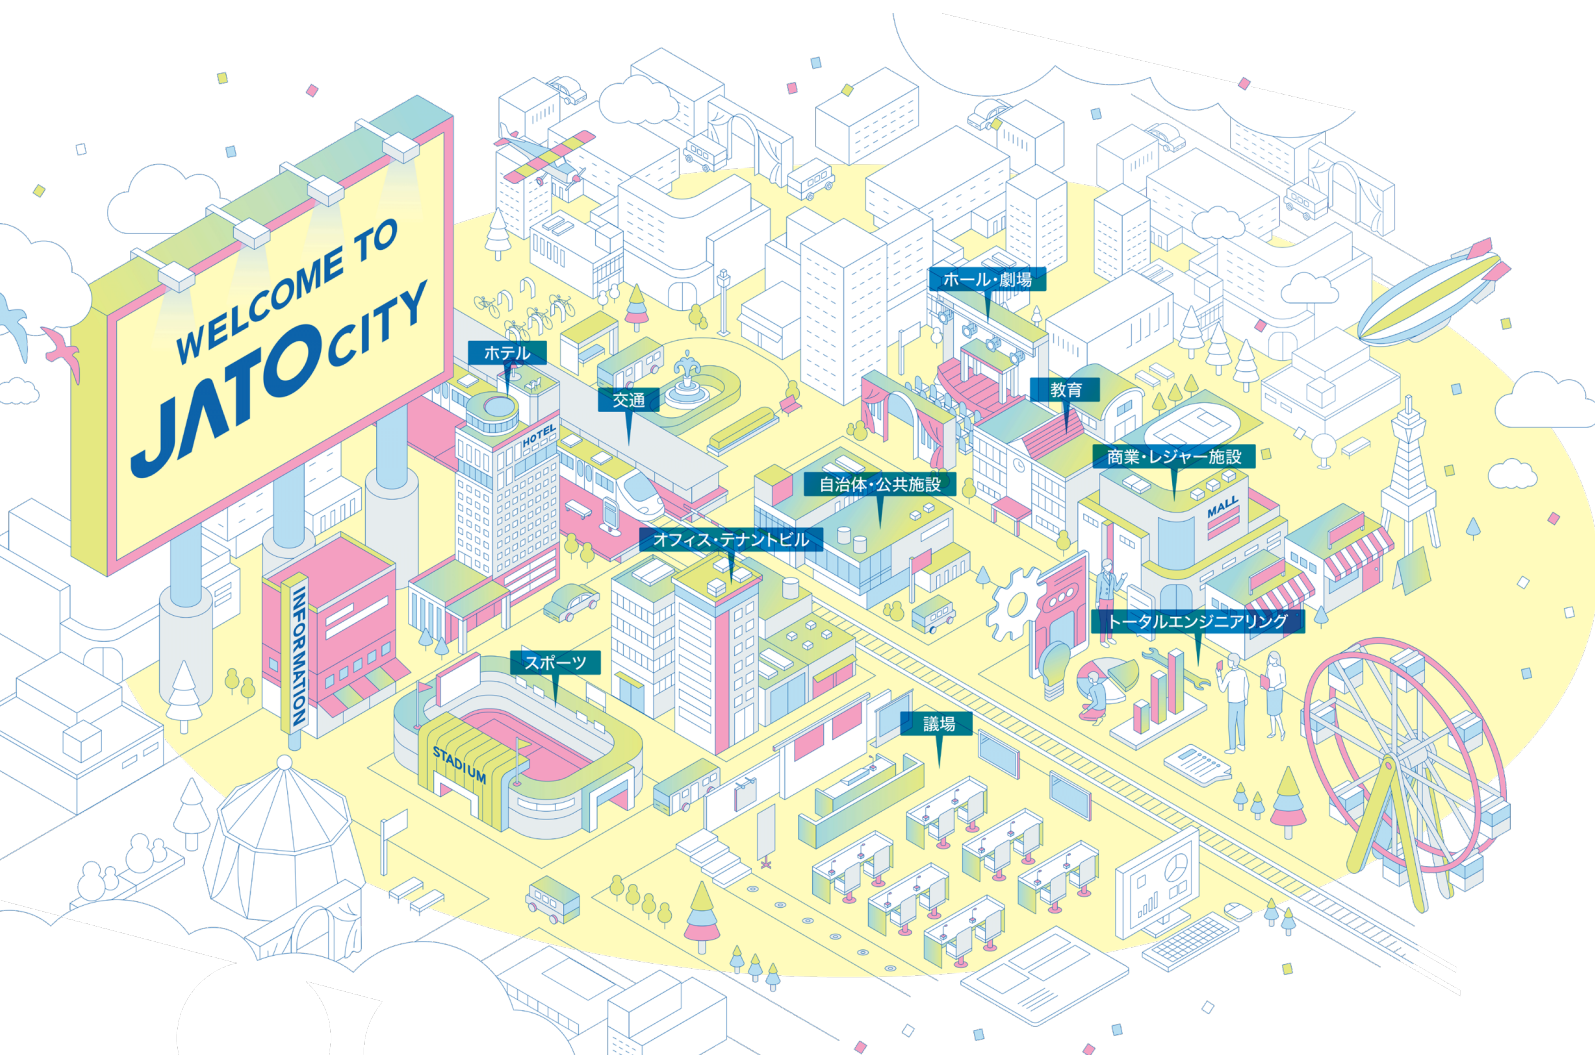 WELCOME TO
JATO CITY
ホール・劇場
ホテル
教育
交通
HOTEL
商業・レジャー施設
自治体・公共施設
MALL
オフィス・テナントビル
INFORMATION
トータルエンジニアリング
スポーツ
議場
STADIUM